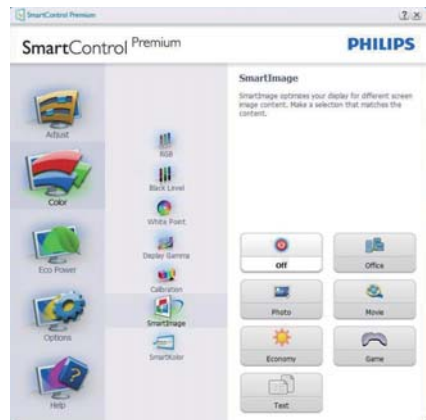 SmartControl Premium
SmartControl Premium
PHILIPS
Adjust
Color
Eco Power
Options
Help
RGB
Black Level
White Point
Display Gamma
Calibration
SmartImage
SmartKolor
SmartImage
SmartImage optimizes your display for different screen
image content. Make a selection that matches the
content.
Off
Office
Photo
Movie
Economy
Game
Text